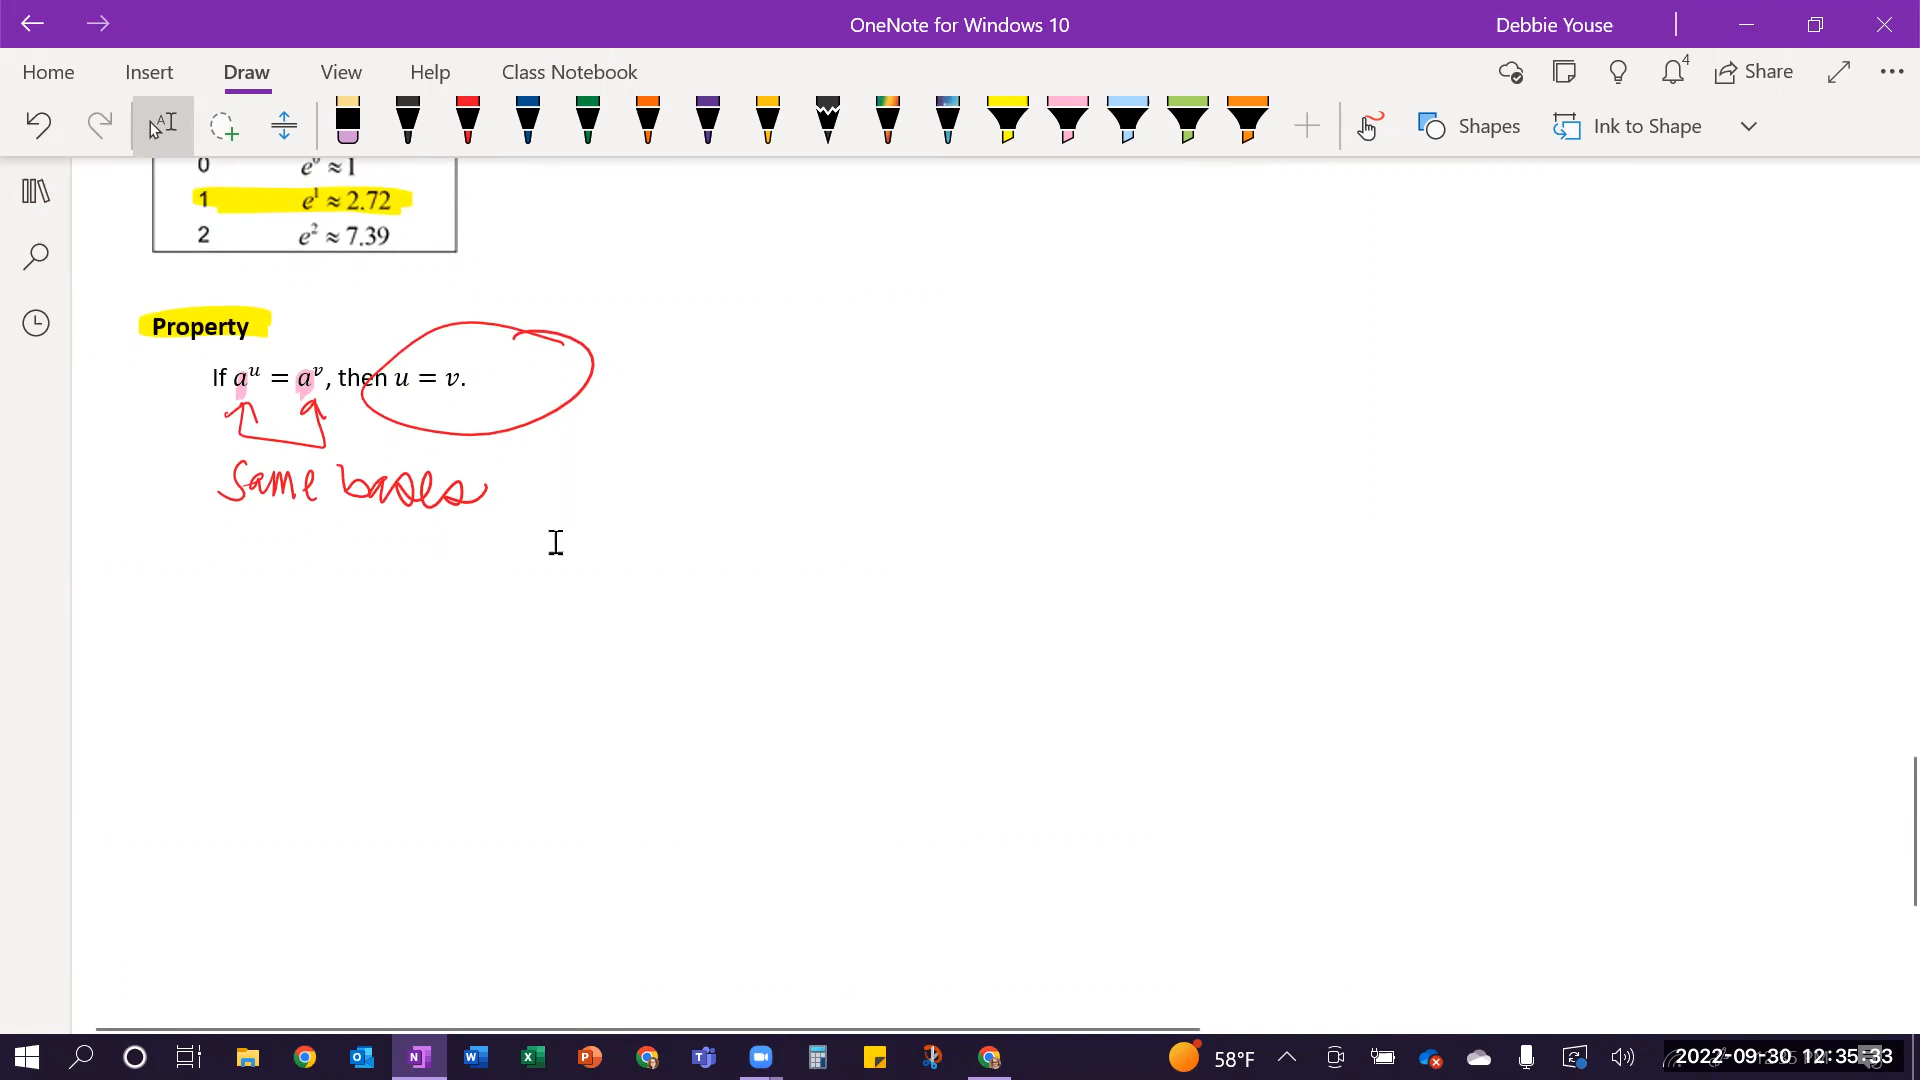 OneNote for Windows 10
Debbie Youse
Home Insert Draw View Help Class Notebook
4
Share
Shapes
Ink to Shape
0 e⁰ ≈ 1
1 e¹ ≈ 2.72
2 e² ≈ 7.39
Property
If aᵘ = aᵛ, then u = v.
Same bases
58°F
2022-09-30 12:35:33